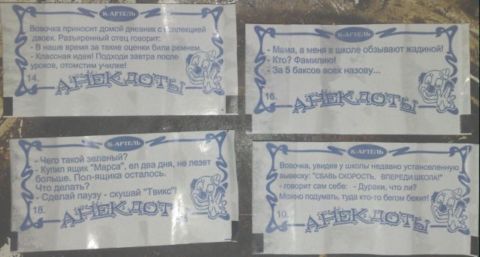 К-АРТЕЛЬ
Вовочка приносит домой дневник с коллекцией
двоек. Разъяренный отец говорит:
- В наше время за такие оценки били ремнем.
- Классная идея! Подходи завтра после
уроков, отомстим училке!
14.
АНЕКДОТЫ
К-АРТЕЛЬ
- Мама, а меня в школе обзывают жадиной!
- Кто? Фамилию!
- За 5 баксов всех назову...
16.
АНЕКДОТЫ
К-АРТЕЛЬ
- Чего такой зеленый?
- Купил ящик "Марса", ел два дня, не лезет
больше. Пол-ящика осталось.
Что делать?
- Сделай паузу - скушай "Твикс"!
18.
АНЕКДОТЫ
К-АРТЕЛЬ
Вовочка, увидев у школы недавно установленную
вывеску: "СБАВЬ СКОРОСТЬ. ВПЕРЕДИ ШКОЛА!"
- говорит сам себе: - Дураки, что ли?
Можно подумать, туда кто-то бегом бежит!
10.
АНЕКДОТЫ